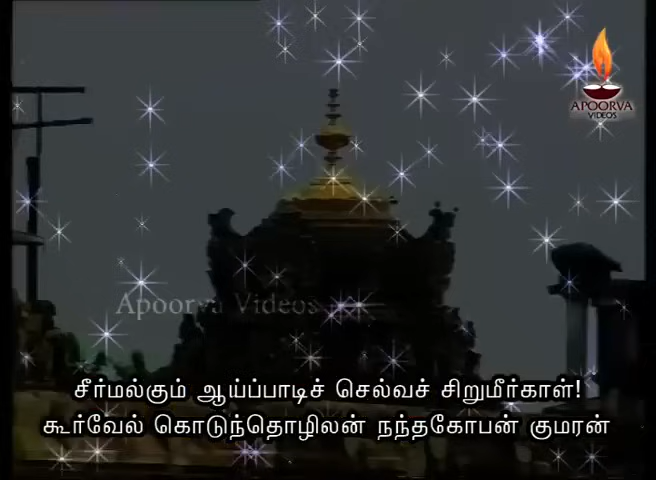 APOORVA
VIDEOS
Apoorva Videos
சீர்மல்கும் ஆய்ப்பாடிச் செல்வச் சிறுமீர்காள்!
கூர்வேல் கொடுந்தொழிலன் நந்தகோபன் குமரன்